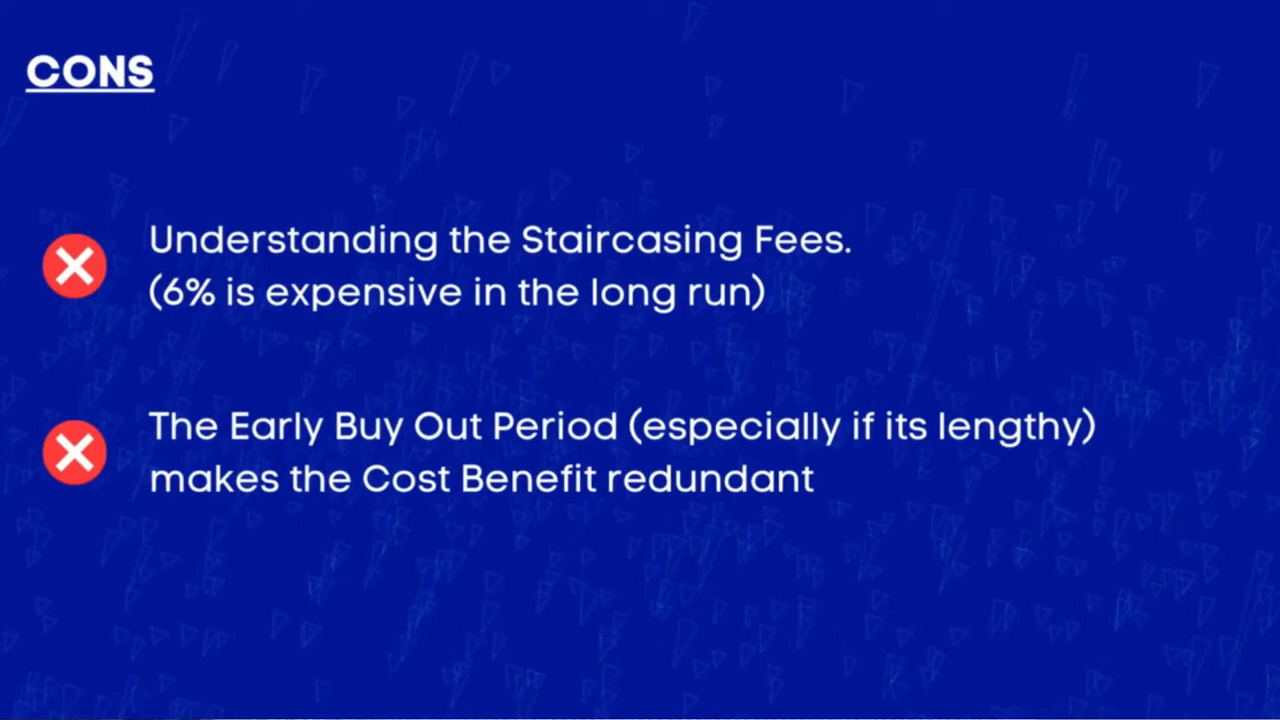 CONS
Understanding the Staircasing Fees.
(6% is expensive in the long run)
The Early Buy Out Period (especially if its lengthy)
makes the Cost Benefit redundant